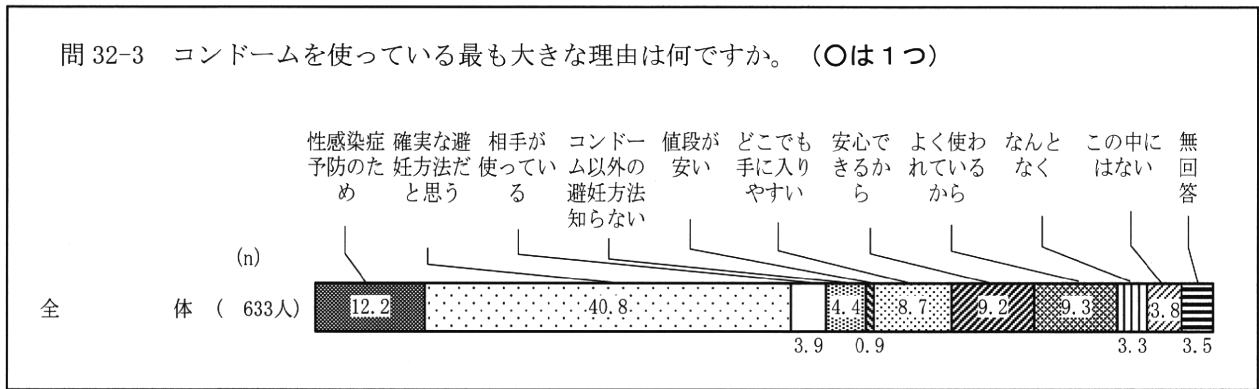 問 32-3　コンドームを使っている最も大きな理由は何ですか。（〇は１つ）
性感染症
予防のた
め
確実な避
妊方法だ
と思う
相手が
使ってい
る
コンドー
ム以外の
避妊方法
知らない
値段が
安い
どこでも
手に入り
やすい
安心で
きるか
ら
よく使わ
れている
から
なんと
なく
この中に
はない
無
回
答
(n)
全　体　(　633人)
12.2
40.8
3.9
4.4
0.9
8.7
9.2
9.3
3.3
3.8
3.5